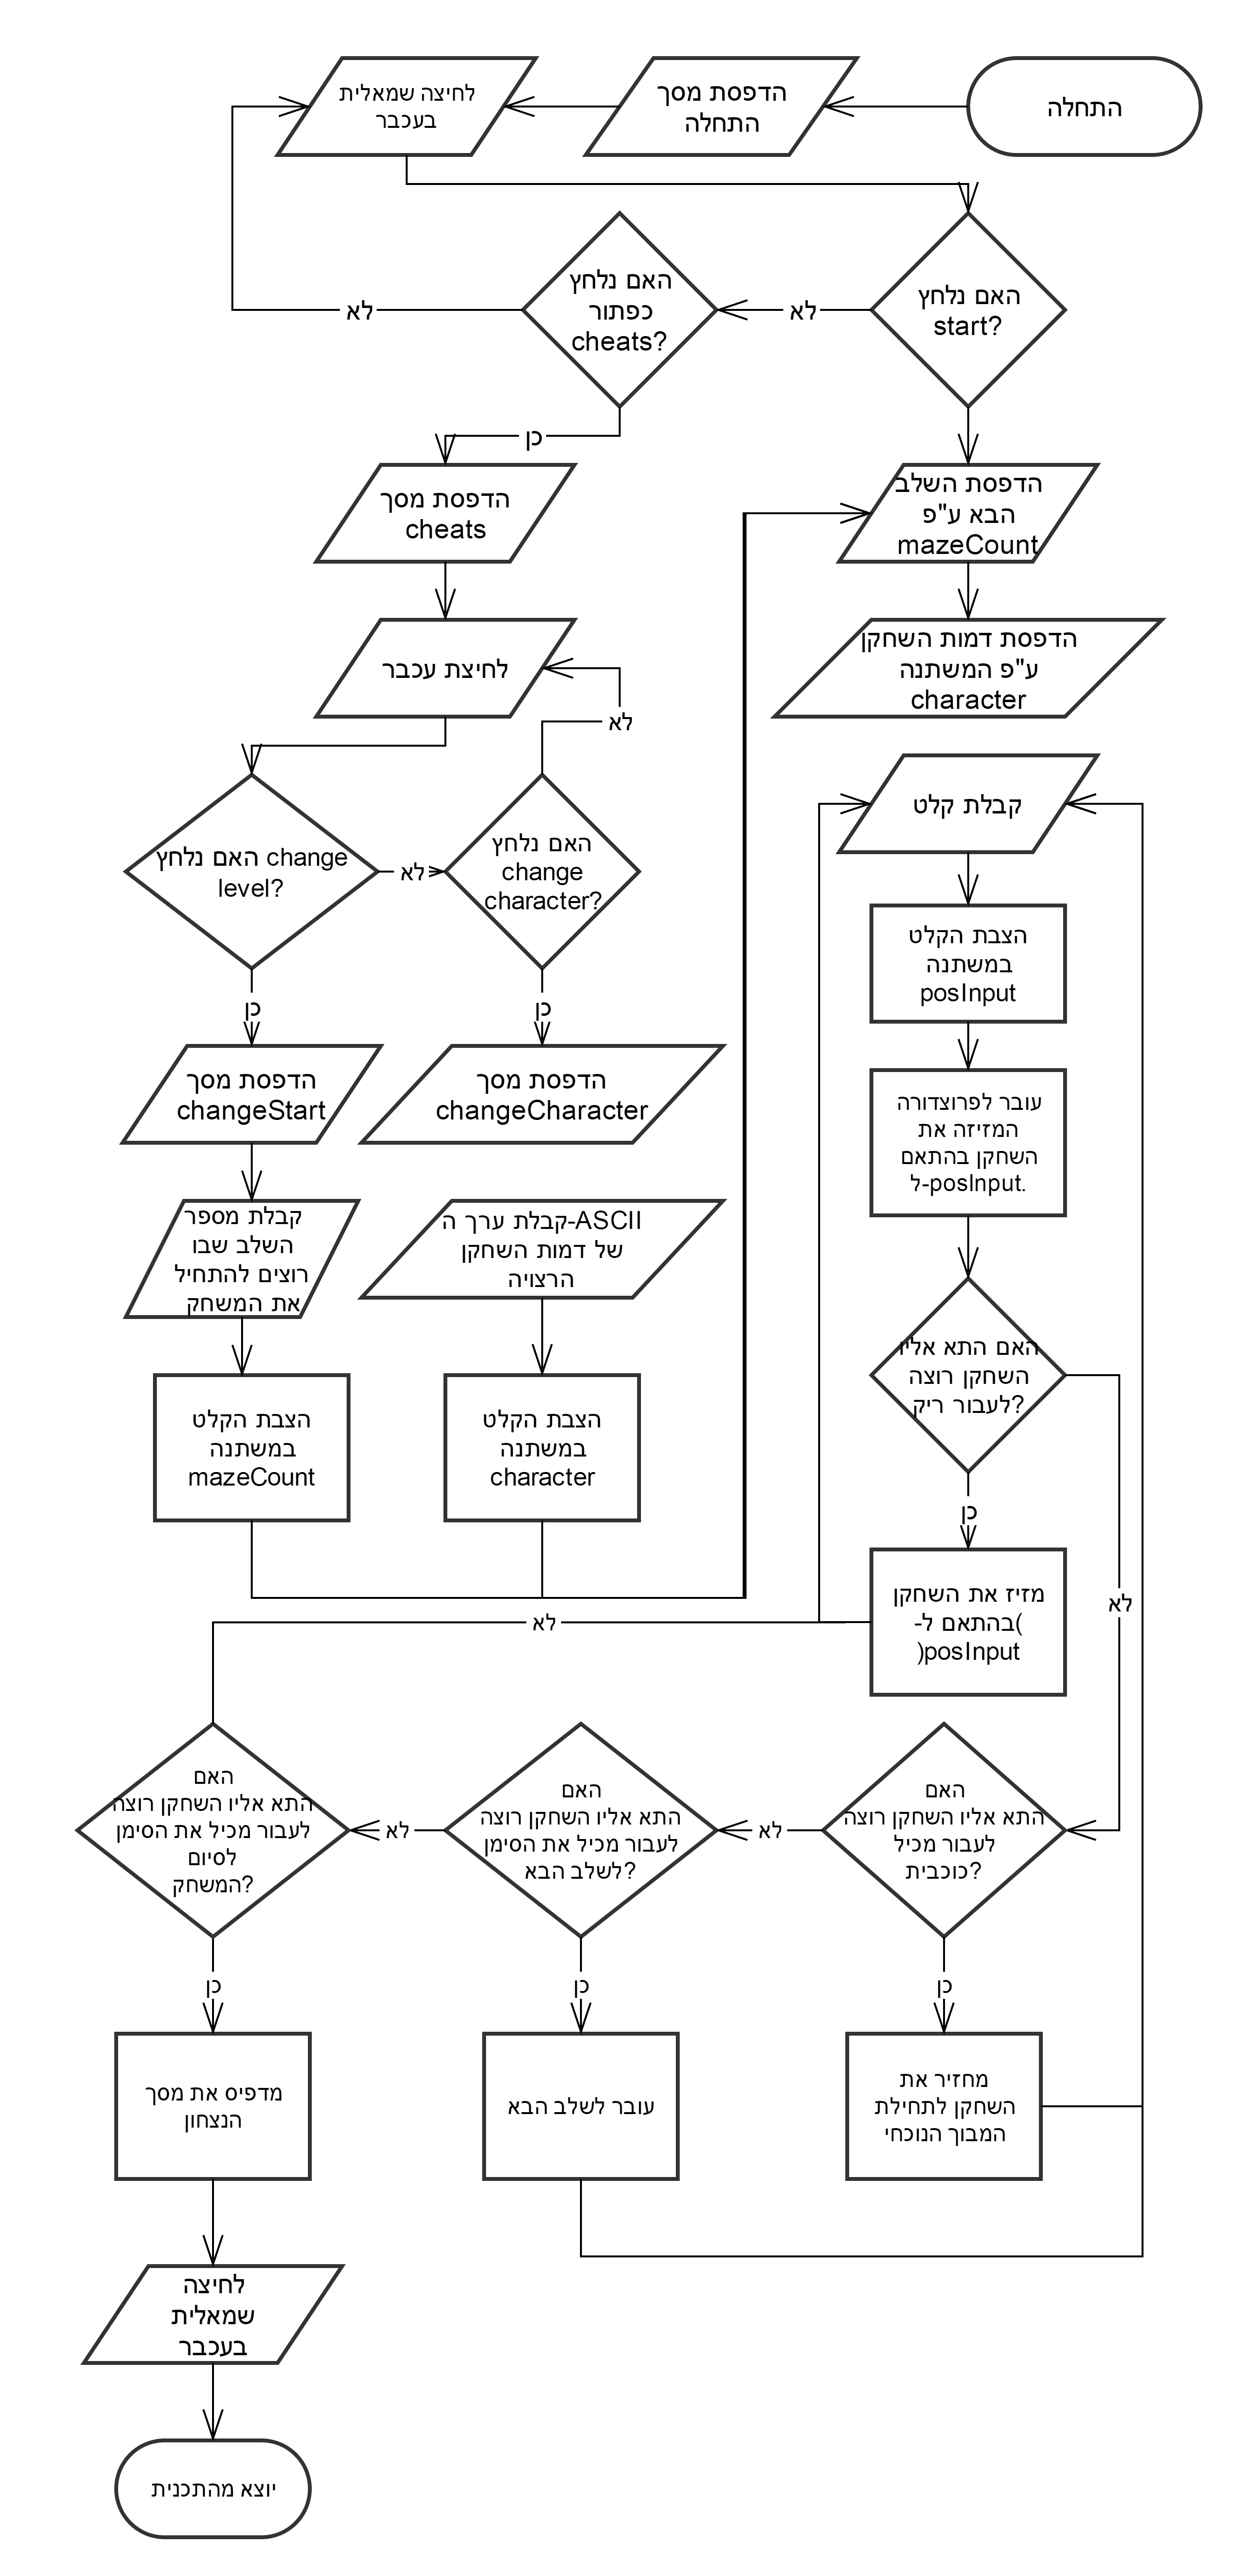 התחלה
הדפסת מסך
התחלה
לחיצה שמאלית
בעכבר
האם נלחץ
start?
לא
האם נלחץ
כפתור
cheats?
לא
כן
הדפסת השלב
הבא ע"פ
mazeCount
הדפסת מסך
cheats
הדפסת דמות השחקן
ע"פ המשתנה
character
לחיצת עכבר
לא
קבלת קלט
האם נלחץ change
level?
לא
האם נלחץ
change
character?
הצבת הקלט
במשתנה
posInput
כן
כן
הדפסת מסך
changeStart
הדפסת מסך
changeCharacter
עובר לפרוצדורה
המזיזה את
השחקן בהתאם
ל-posInput.
קבלת מספר
השלב שבו
רוצים להתחיל
את המשחק
קבלת ערך ה-ASCII
של דמות השחקן
הרצויה
האם התא אליו
השחקן רוצה
לעבור ריק?
הצבת הקלט
במשתנה
mazeCount
הצבת הקלט
במשתנה
character
כן
לא
מזיז את השחקן
)בהתאם ל-
)posInput
לא
האם
התא אליו השחקן רוצה
לעבור מכיל
כוכבית?
לא
האם
התא אליו השחקן רוצה
לעבור מכיל את הסימן
לשלב הבא?
לא
האם
התא אליו השחקן רוצה
לעבור מכיל את הסימן
לסיום
המשחק?
כן
כן
כן
מחזיר את
השחקן לתחילת
המבוך הנוכחי
עובר לשלב הבא
מדפיס את מסך
הנצחון
לחיצה
שמאלית
בעכבר
יוצא מהתכנית